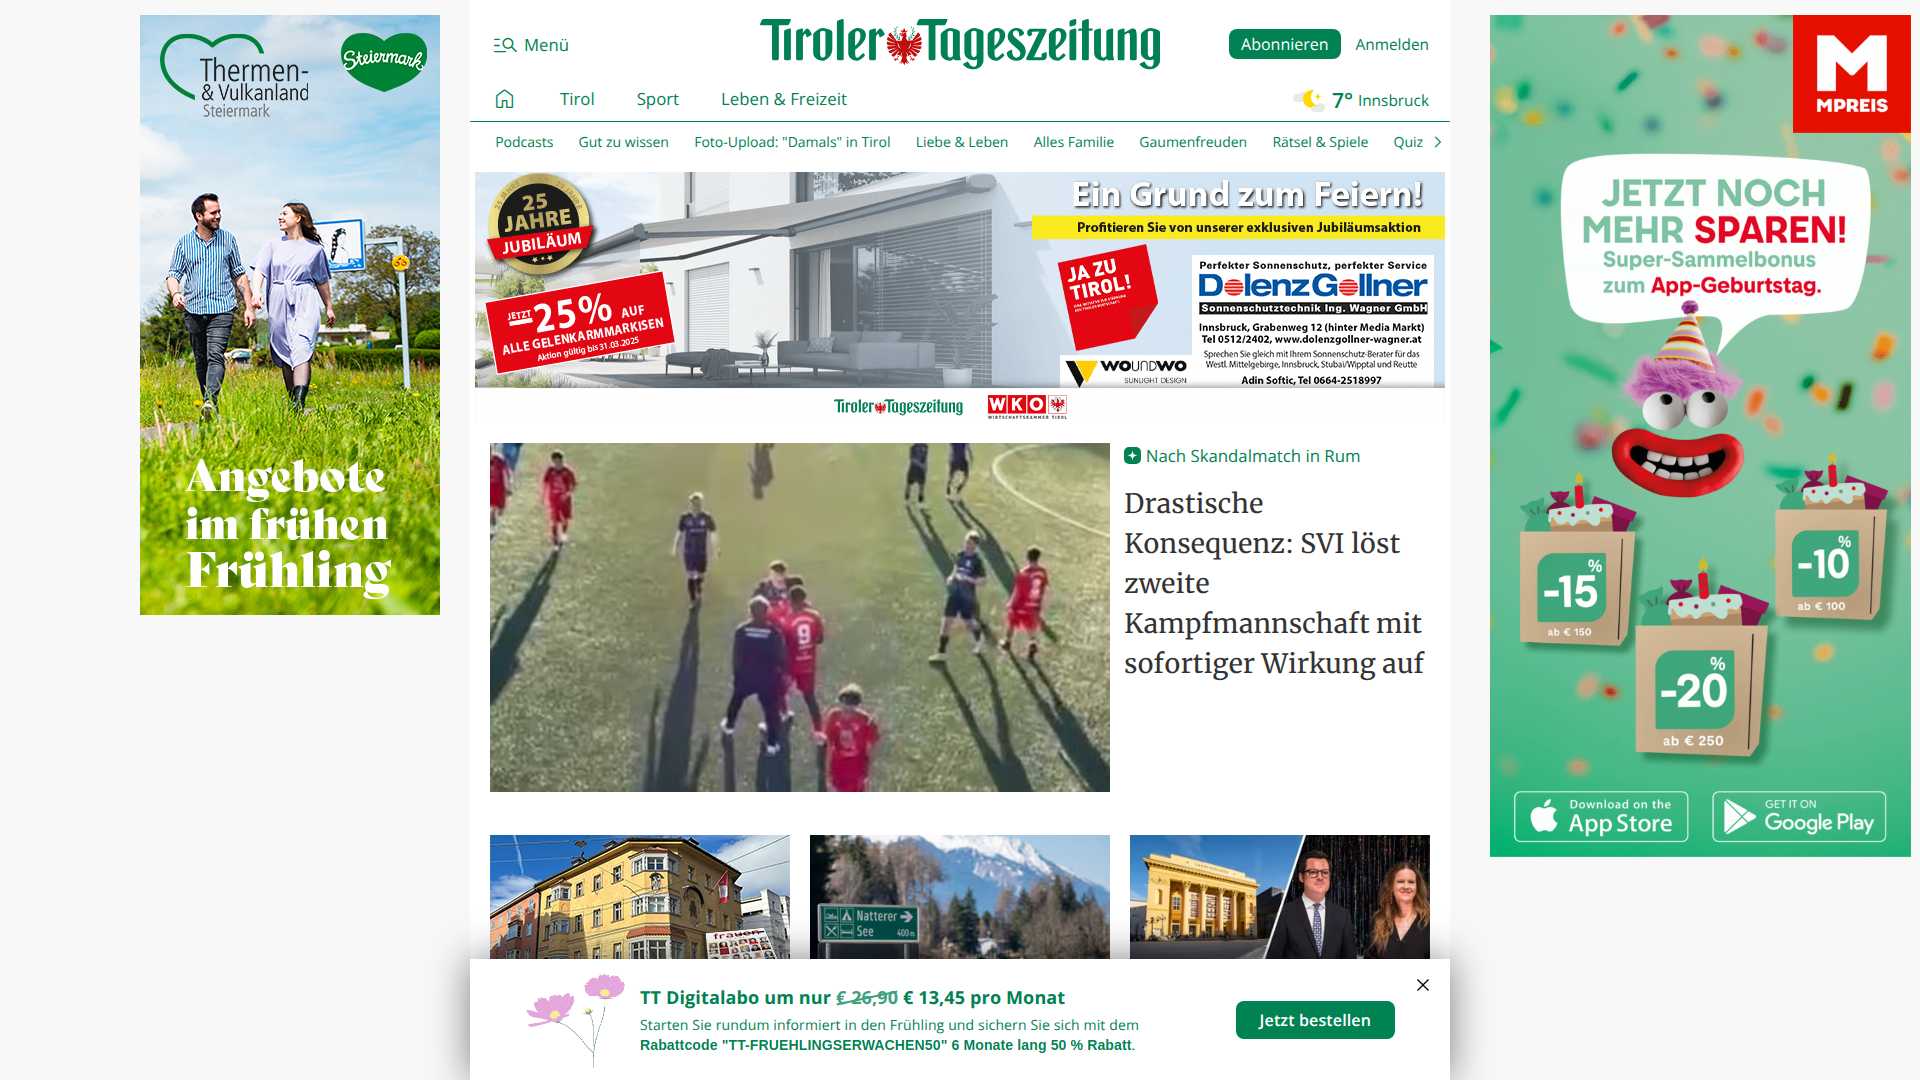 Menü
Tiroler Tageszeitung
Abonnieren
Anmelden
Tirol
Sport
Leben & Freizeit
7° Innsbruck
Podcasts
Gut zu wissen
Foto-Upload: "Damals" in Tirol
Liebe & Leben
Alles Familie
Gaumenfreuden
Rätsel & Spiele
Quiz
Thermen-
& Vulkanland
Steiermark
Steiermark
Angebote
im frühen
Frühling
25
JAHRE
JUBILÄUM
JETZT
-25% AUF
ALLE GELENKARMMARKISEN
Aktion gültig bis 31.03.2025
Ein Grund zum Feiern!
Profitieren Sie von unserer exklusiven Jubiläumsaktion
JA ZU
TIROL!
WOUNDWO
SUNLIGHT DESIGN
Perfekter Sonnenschutz, perfekter Service
Dolenz Gollner
Sonnenschutztechnik Ing. Wagner GmbH
Innsbruck, Grabenweg 12 (hinter Media Markt)
Tel 0512/2402, www.dolenzgollner-wagner.at
Sprechen Sie gleich mit Ihrem Sonnenschutz-Berater für das
Westl. Mittelgebirge, Innsbruck, Stubai/Wipptal und Reutte
Adin Softic, Tel 0664-2518997
Tiroler Tageszeitung
WKO
WIRTSCHAFTSKAMMER TIROL
9
Nach Skandalmatch in Rum
Drastische
Konsequenz: SVI löst
zweite
Kampfmannschaft mit
sofortiger Wirkung auf
frauen
Natterer
See 400 m
M
MPREIS
JETZT NOCH
MEHR SPAREN!
Super-Sammelbonus
zum App-Geburtstag.
-15%
ab € 150
-10%
ab € 100
-20%
ab € 250
Download on the
App Store
GET IT ON
Google Play
TT Digitalabo um nur € 26,90 € 13,45 pro Monat
Starten Sie rundum informiert in den Frühling und sichern Sie sich mit dem
Rabattcode "TT-FRUEHLINGSERWACHEN50" 6 Monate lang 50 % Rabatt.
Jetzt bestellen